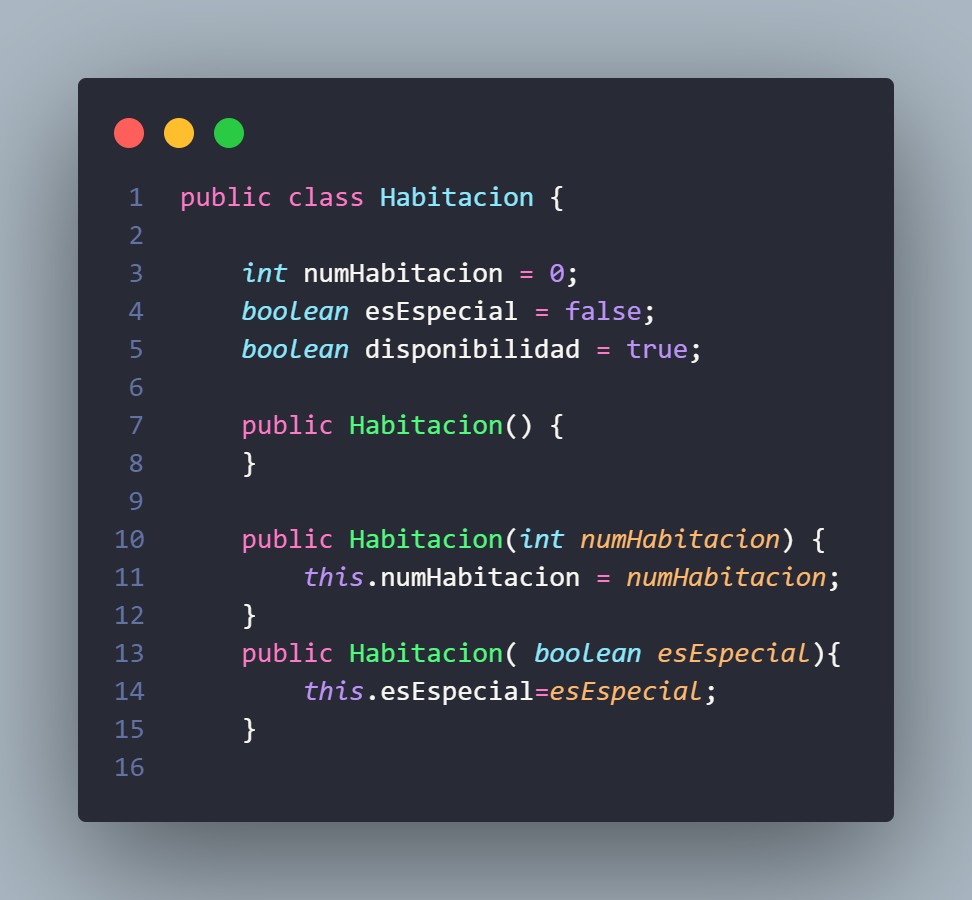 1 public class Habitacion {
2
3 int numHabitacion = 0;
4 boolean esEspecial = false;
5 boolean disponibilidad = true;
6
7 public Habitacion() {
8 }
9
10 public Habitacion(int numHabitacion) {
11 this.numHabitacion = numHabitacion;
12 }
13 public Habitacion( boolean esEspecial){
14 this.esEspecial=esEspecial;
15 }
16